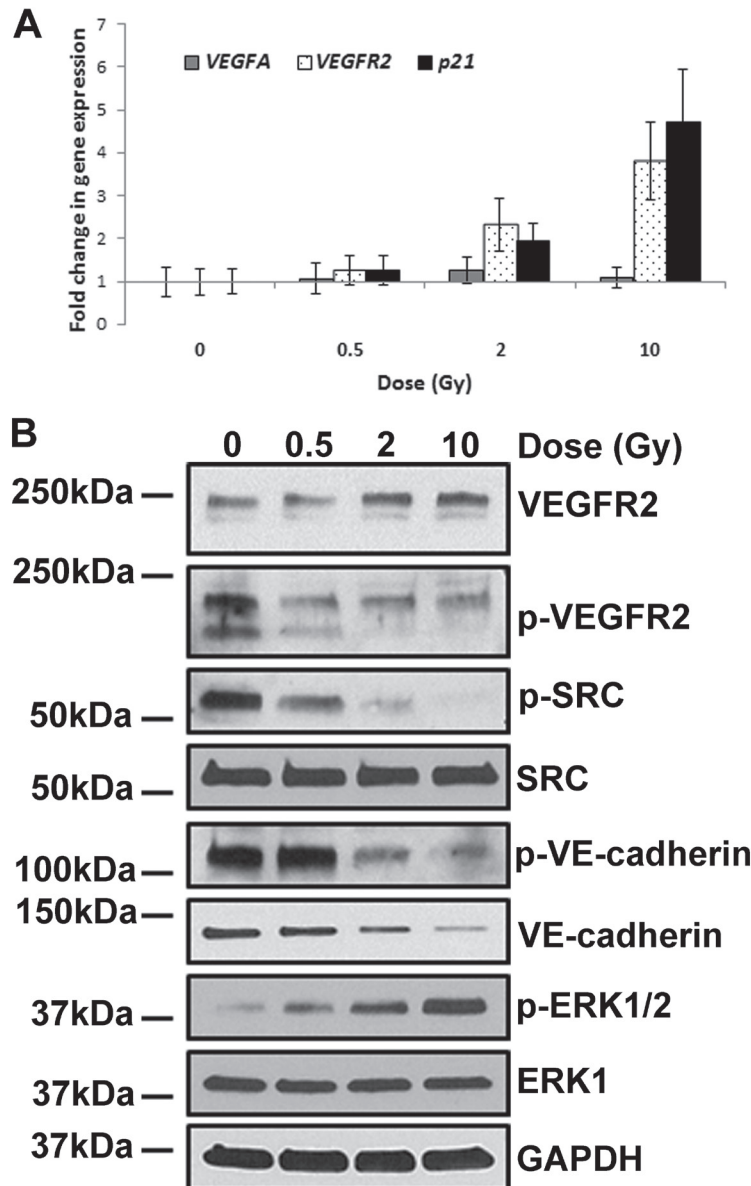 A
Fold change in gene expression
7
6
5
4
3
2
1
0
VEGFA VEGFR2 p21
0 0.5 2 10
Dose (Gy)
B
0 0.5 2 10 Dose (Gy)
250kDa VEGFR2
250kDa p-VEGFR2
50kDa p-SRC
50kDa SRC
100kDa p-VE-cadherin
150kDa VE-cadherin
37kDa p-ERK1/2
37kDa ERK1
37kDa GAPDH